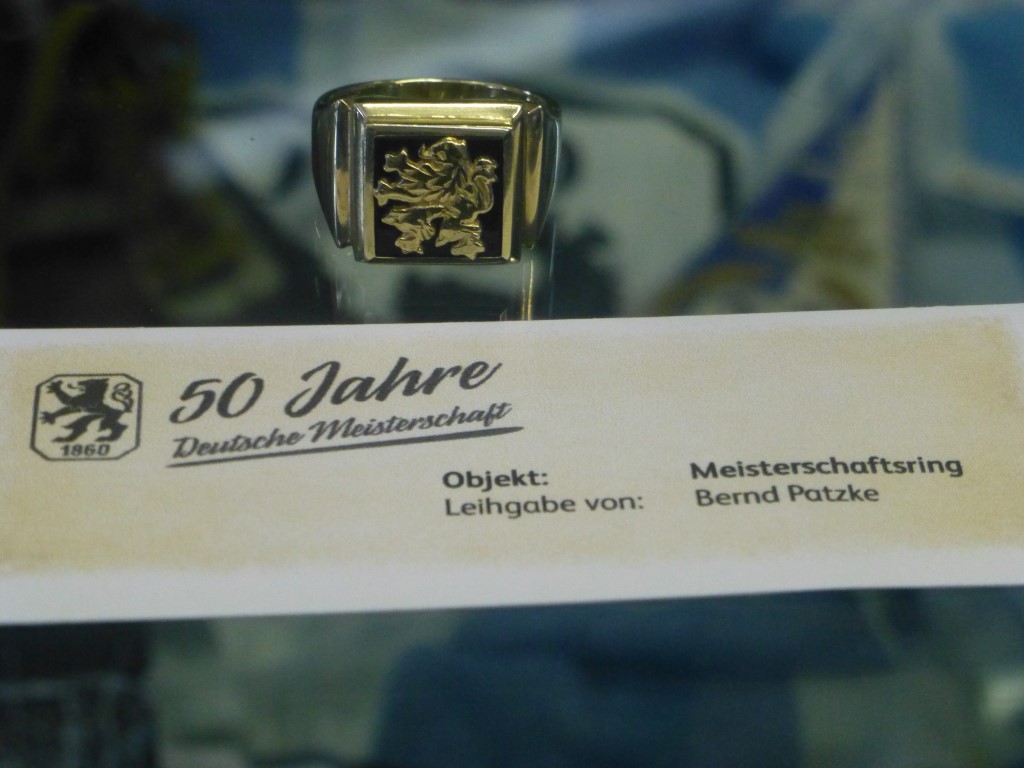 50 Jahre
Deutsche Meisterschaft
1860
Objekt: Meisterschaftsring
Leihgabe von: Bernd Patzke